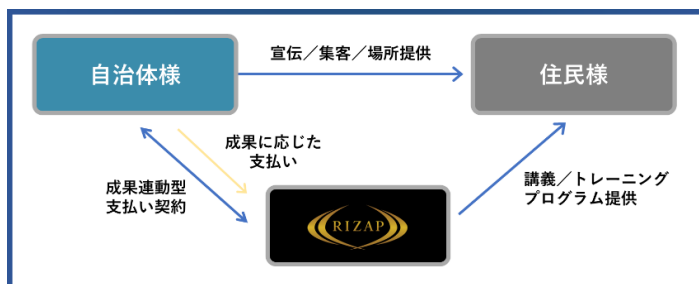 宣伝／集客／場所提供
自治体様
住民様
成果に応じた
支払い
成果連動型
支払い契約
講義／トレーニング
プログラム提供
RIZAP